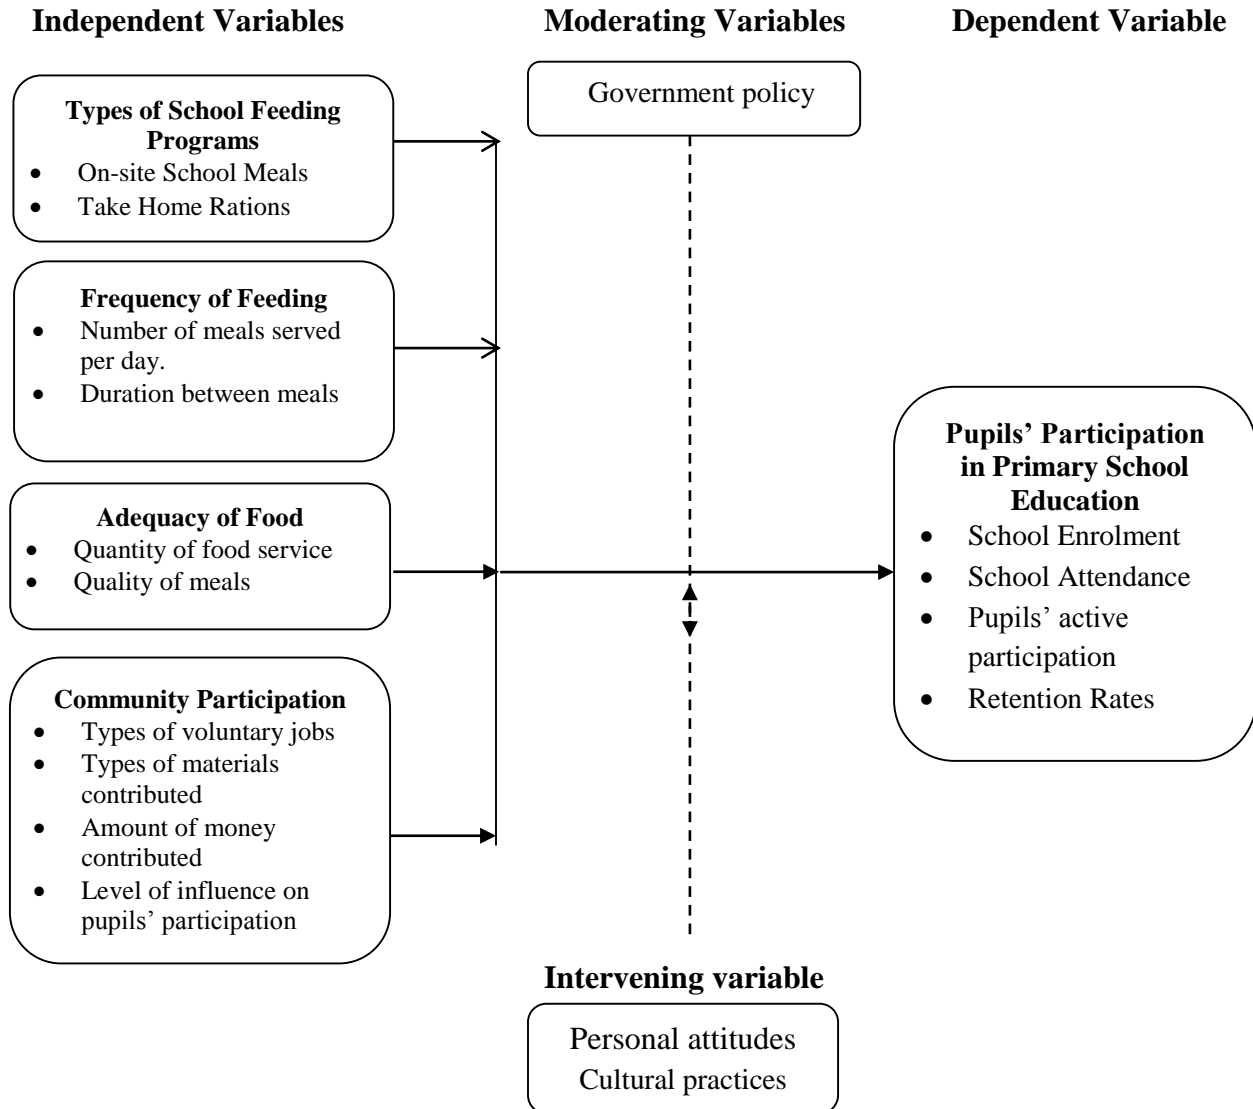 Independent Variables
Moderating Variables
Dependent Variable
Government policy
Types of School Feeding
Programs
• On-site School Meals
• Take Home Rations
Frequency of Feeding
• Number of meals served
per day.
• Duration between meals
Adequacy of Food
• Quantity of food service
• Quality of meals
Community Participation
• Types of voluntary jobs
• Types of materials
contributed
• Amount of money
contributed
• Level of influence on
pupils’ participation
Pupils’ Participation
in Primary School
Education
• School Enrolment
• School Attendance
• Pupils’ active
participation
• Retention Rates
Intervening variable
Personal attitudes
Cultural practices